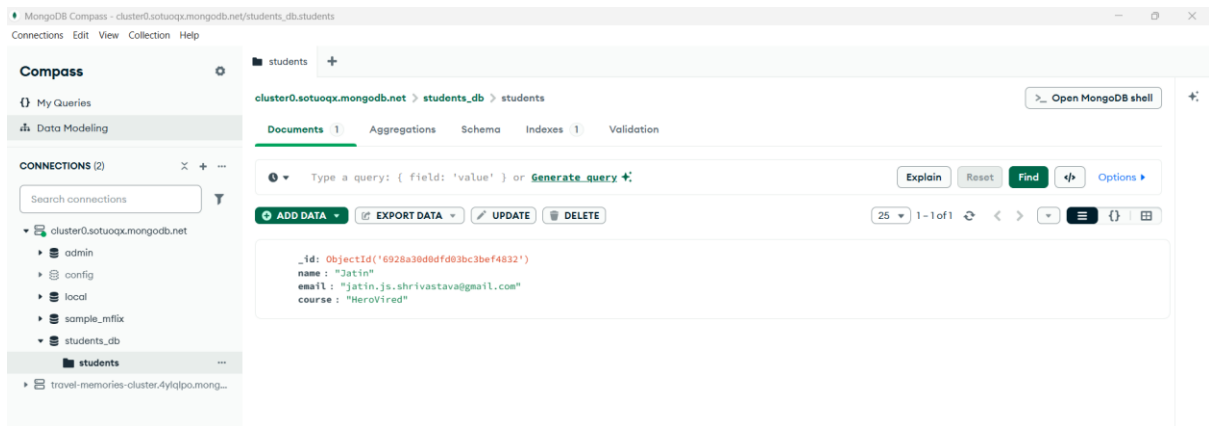 MongoDB Compass - cluster0.sotuoqx.mongodb.net/students_db.students
Connections Edit View Collection Help
Compass
{} My Queries
Data Modeling
CONNECTIONS (2)
Search connections
cluster0.sotuoqx.mongodb.net
admin
config
local
sample_mflix
students_db
students
travel-memories-cluster.4ylqlpo.mong...
students
cluster0.sotuoqx.mongodb.net > students_db > students
>_ Open MongoDB shell
Documents 1 Aggregations Schema Indexes 1 Validation
Type a query: { field: 'value' } or Generate query
Explain Reset Find </> Options
ADD DATA EXPORT DATA UPDATE DELETE
25 1 – 1 of 1 {}
_id: ObjectId('6928a30d0dfd03bc3bef4832')
name : "Jatin"
email : "jatin.js.shrivastava@gmail.com"
course : "HeroVired"